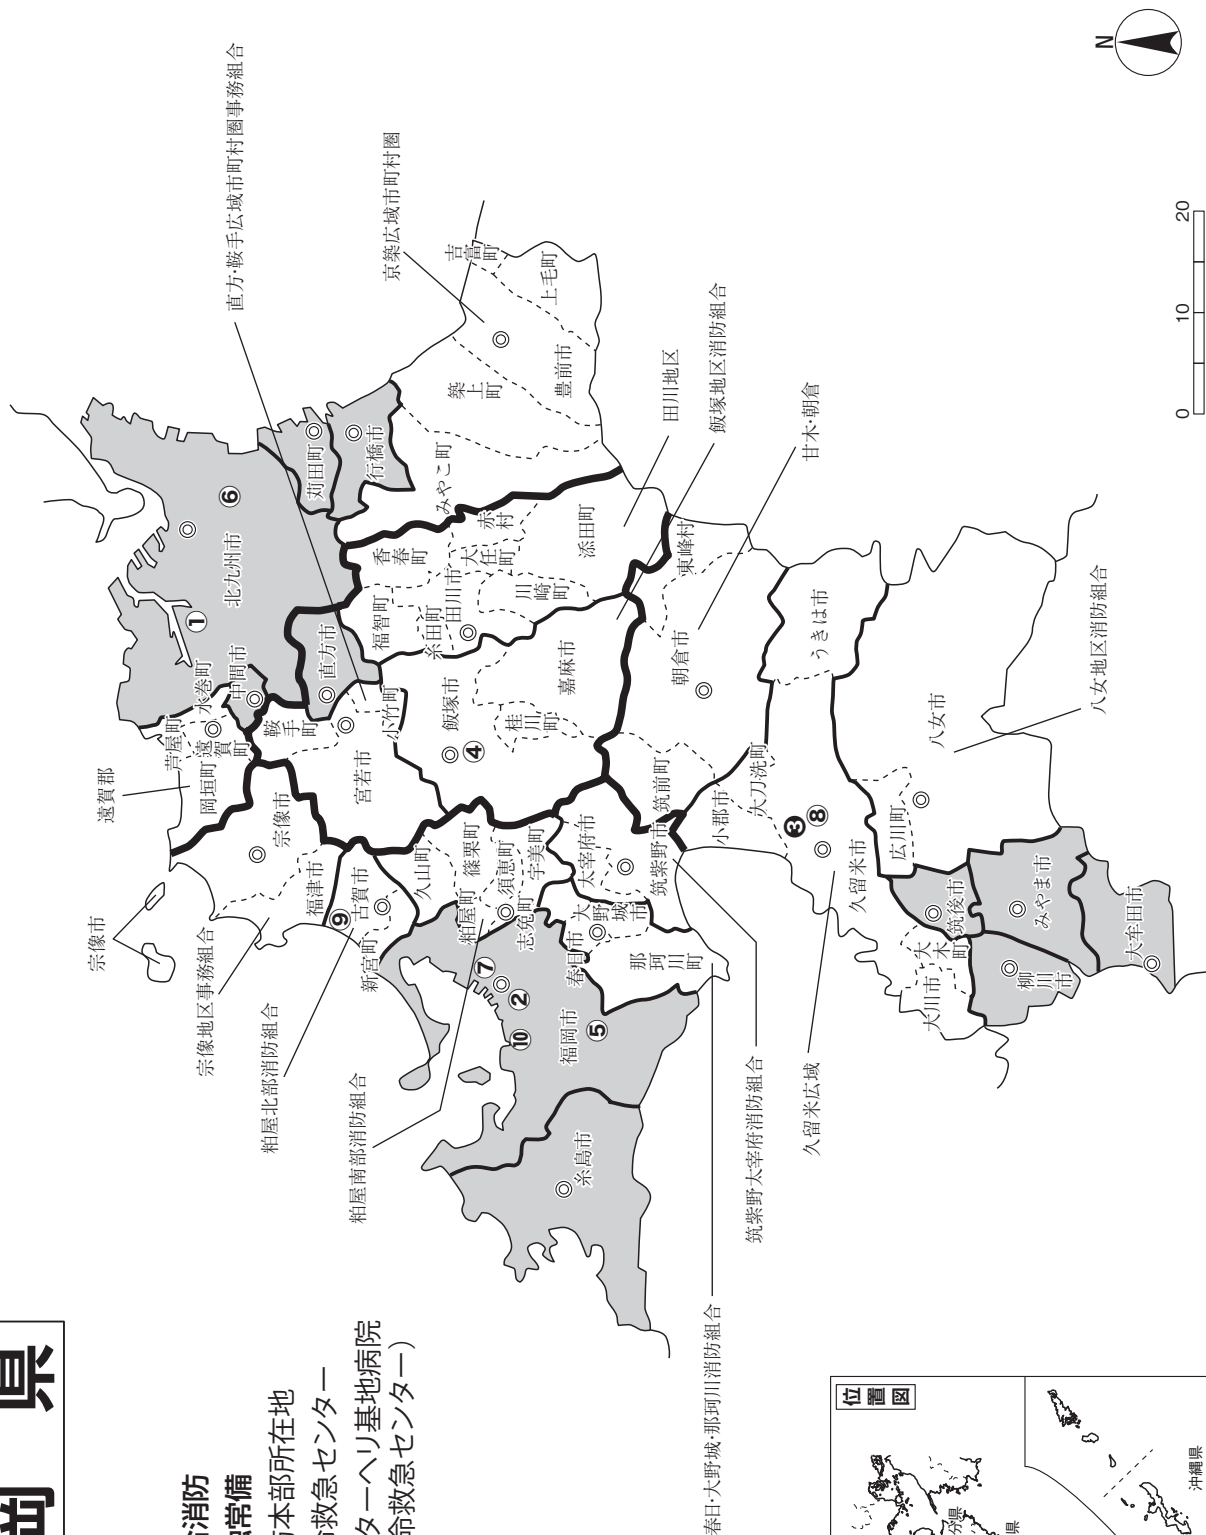 岡 県
消防
常備
本部所在地
救急センター
ターヘリ基地病院
命救急センター）
宗像市
遠賀郡
直方・鞍手広域市町村圏事務組合
京築広域市町村圏
田川地区
飯塚地区消防組合
甘木・朝倉
八女地区消防組合
久留米広域
筑紫野太宰府消防組合
春日・大野城・那珂川消防組合
粕屋南部消防組合
粕屋北部消防組合
宗像地区事務組合
芦屋町
水巻町
遠賀町
岡垣町
中間市
北九州市
①
⑥
苅田町
行橋市
みやこ町
築上町
豊前市
吉富町
上毛町
直方市
鞍手町
小竹町
宮若市
宗像市
福津市
⑨
古賀市
新宮町
久山町
篠栗町
粕屋町
須恵町
志免町
宇美町
香春町
赤村
大任町
福智町
糸田町
田川市
川崎町
添田町
飯塚市
④
桂川町
嘉麻市
東峰村
朝倉市
筑前町
うきは市
大刀洗町
小郡市
❸
⑧
久留米市
太宰府市
筑紫野市
大野城市
春日市
那珂川町
⑦
②
⑩
⑤
福岡市
糸島市
八女市
広川町
筑後市
大木町
大川市
柳川市
みやま市
大牟田市
N
0 10 20
位置図
分県
県
沖縄県